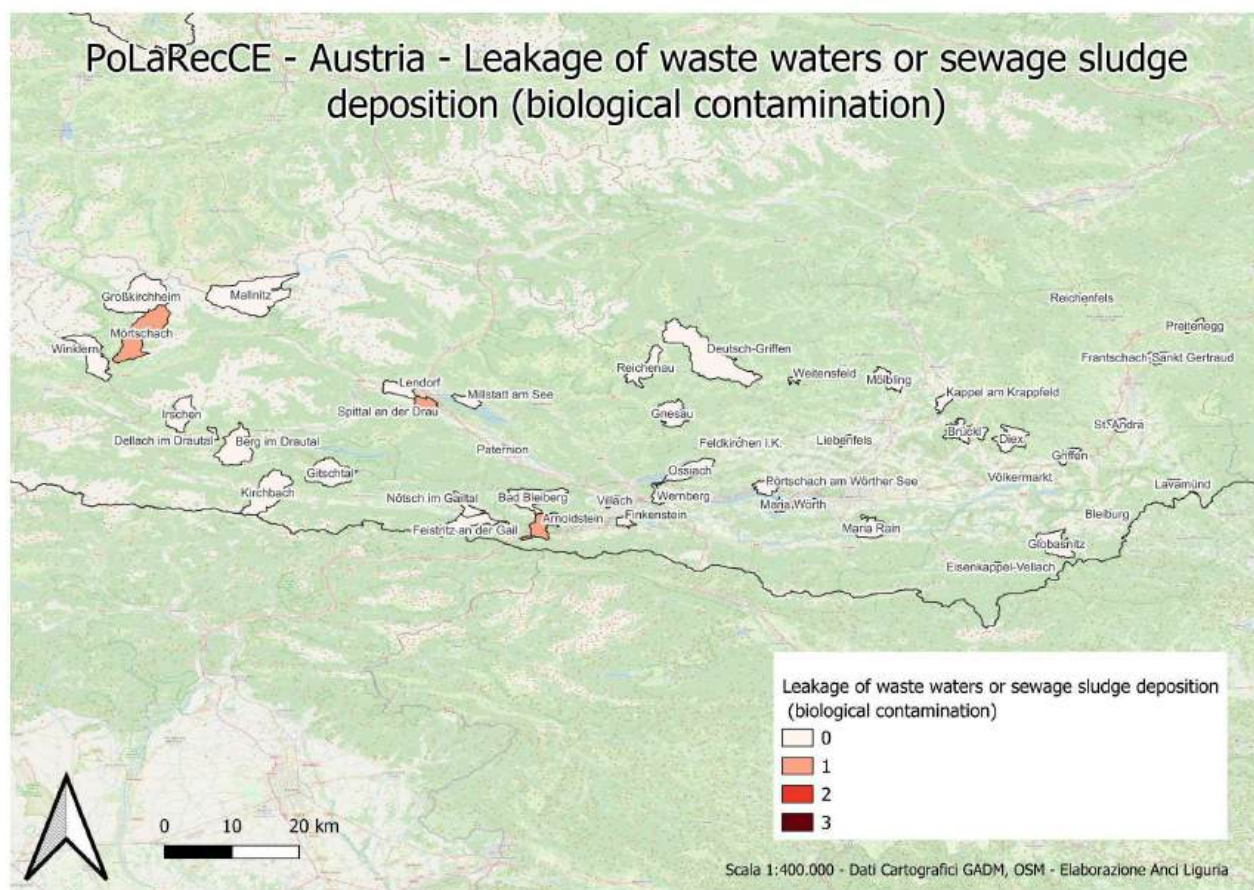 PoLaRecCE - Austria - Leakage of waste waters or sewage sludge
deposition (biological contamination)
Großkirchheim
Mallnitz
Mörtschach
Winklern
Reichenfels
Preitenegg
Frantschach-Sankt Gertraud
Deutsch-Griffen
Reichenau
Weitensfeld
Mölbling
Kappel am Krappfeld
Lendorf
Millstatt am See
Spittal an der Drau
Irschen
Gnesau
Dellach im Drautal
Berg im Drautal
Paternion
Feldkirchen i.K.
Liebenfels
Brückl
Diex
St. Andrä
Griffen
Gitschtal
Kirchbach
Ossiach
Pörtschach am Wörther See
Völkermarkt
Lavamünd
Nötsch im Gailtal
Bad Bleiberg
Villach
Wernberg
Maria Wörth
Arnoldstein
Finkenstein
Feistritz an der Gail
Maria Rain
Bleiburg
Globasnitz
Eisenkappel-Vellach
Leakage of waste waters or sewage sludge deposition
(biological contamination)
0
1
2
3
0 10 20 km
Scala 1:400.000 - Dati Cartografici GADM, OSM - Elaborazione Anci Liguria